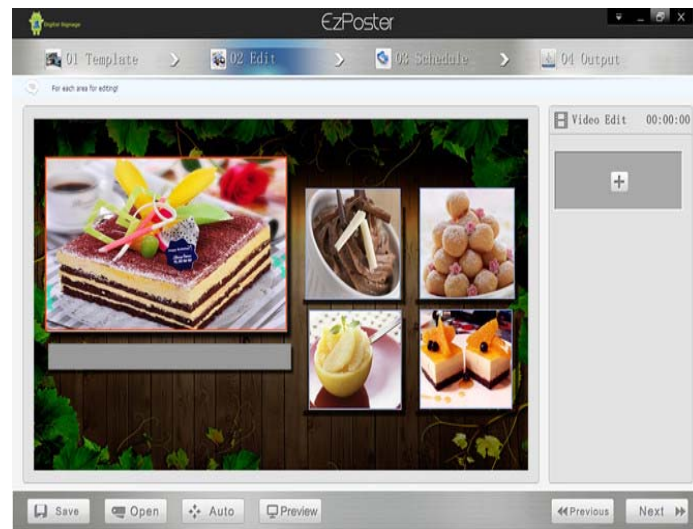 Digital Signage
EzPoster
01 Template
02 Edit
03 Schedule
04 Output
For each area for editing!
Video Edit 00:00:00
Save
Open
Auto
Preview
Previous
Next